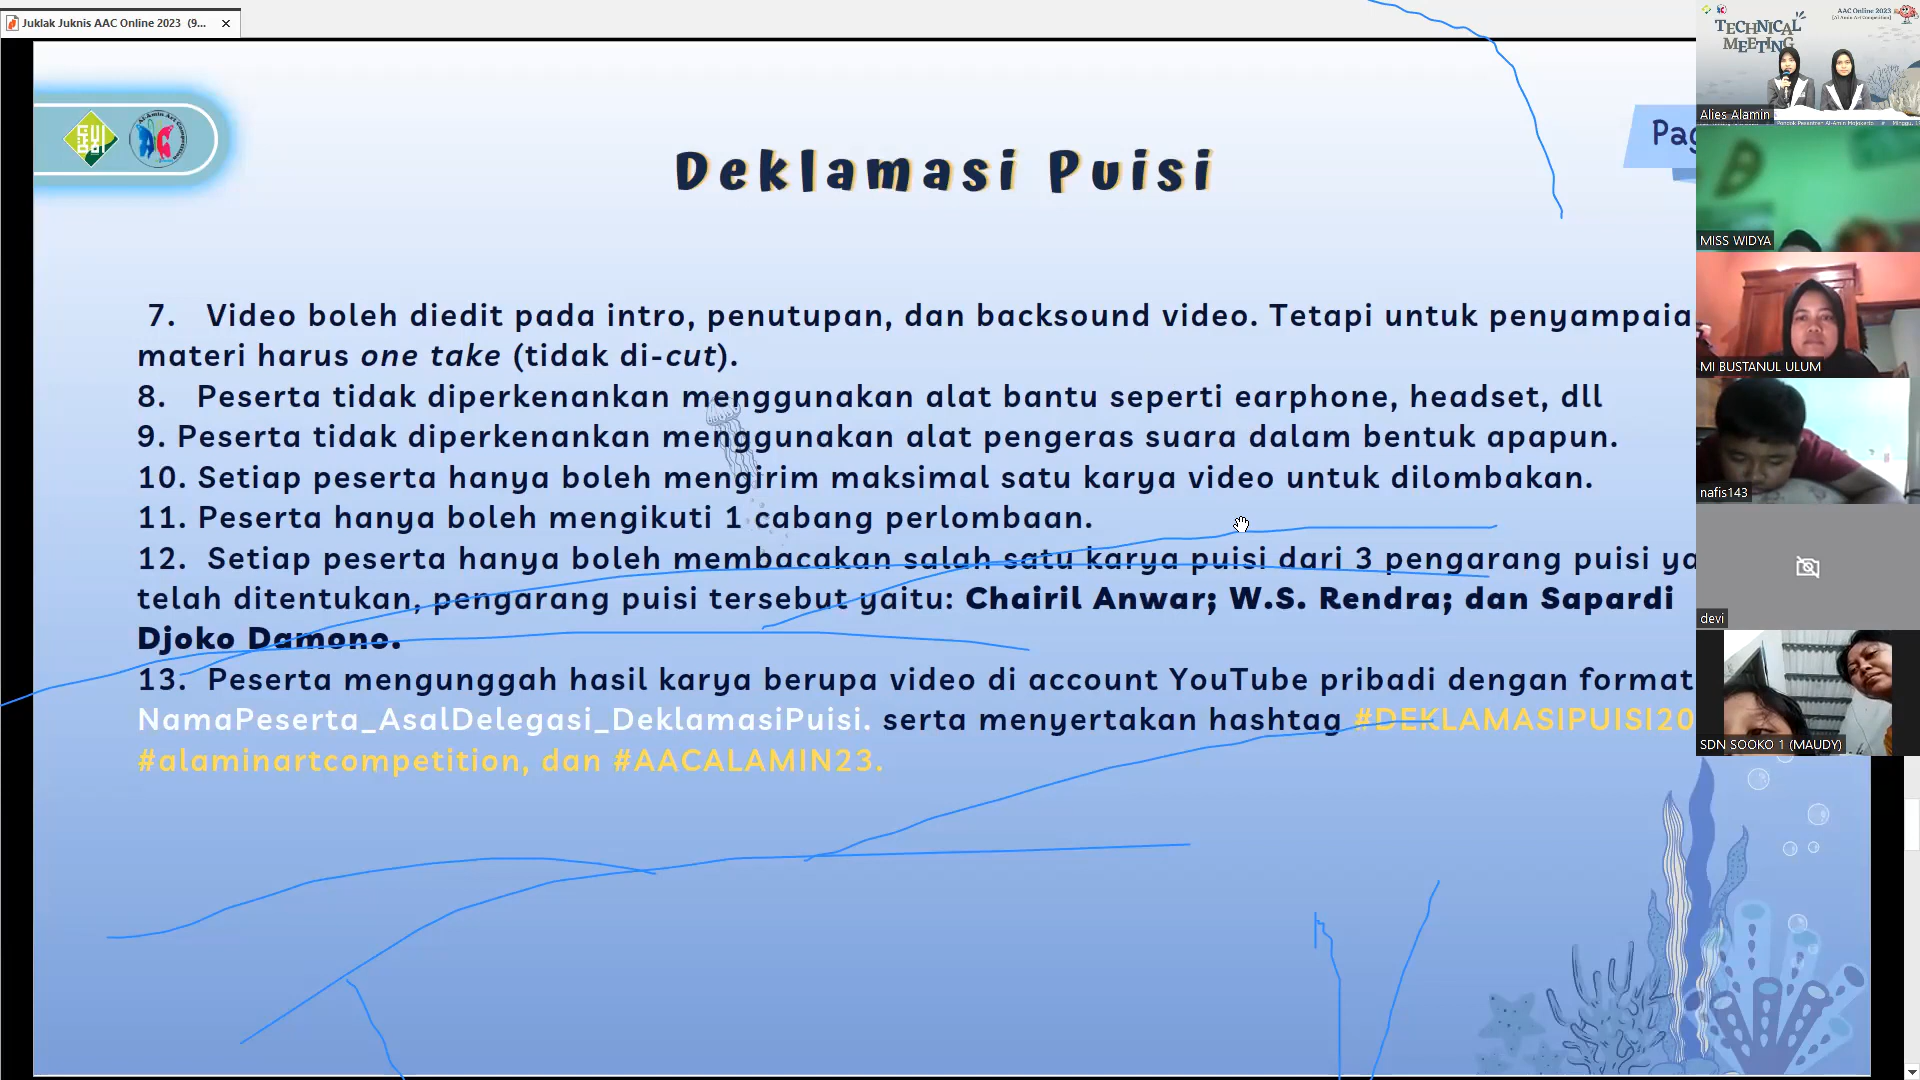 Juklak Juknis AAC Online 2023 (9...
Deklamasi Puisi
7. Video boleh diedit pada intro, penutupan, dan backsound video. Tetapi untuk penyampaia
materi harus one take (tidak di-cut).
8. Peserta tidak diperkenankan menggunakan alat bantu seperti earphone, headset, dll
9. Peserta tidak diperkenankan menggunakan alat pengeras suara dalam bentuk apapun.
10. Setiap peserta hanya boleh mengirim maksimal satu karya video untuk dilombakan.
11. Peserta hanya boleh mengikuti 1 cabang perlombaan.
12. Setiap peserta hanya boleh membacakan salah satu karya puisi dari 3 pengarang puisi ya
telah ditentukan, pengarang puisi tersebut yaitu: Chairil Anwar; W.S. Rendra; dan Sapardi
Djoko Damono.
13. Peserta mengunggah hasil karya berupa video di account YouTube pribadi dengan format
NamaPeserta_AsalDelegasi_DeklamasiPuisi. serta menyertakan hashtag #DEKLAMASIPUISI20
#alaminartcompetition, dan #AACALAMIN23.
Pag
AAC Online 2023
TECHNICAL
MEETING
Alies Alamin
MISS WIDYA
MI BUSTANUL ULUM
nafis143
devi
SDN SOOKO 1 (MAUDY)